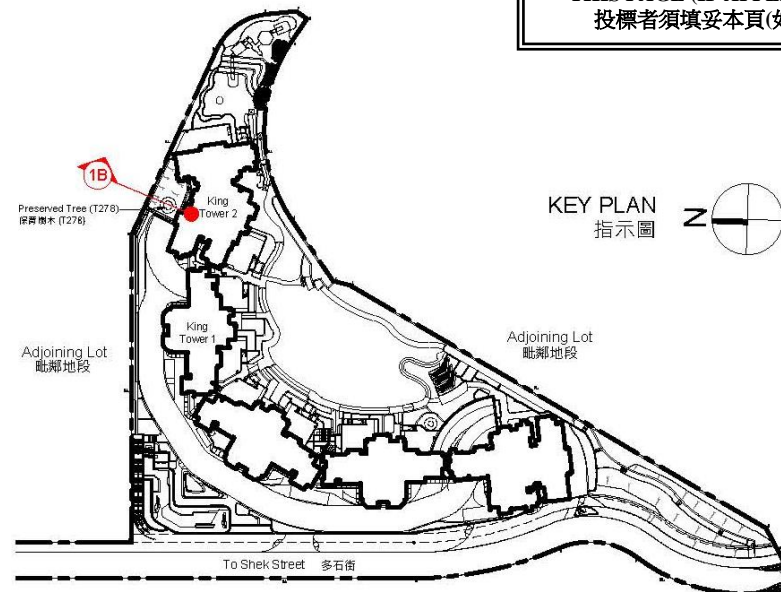 投標者須填妥本頁(如
1B
King
Tower 2
Preserved Tree (T278)
保育樹木 (T278)
KEY PLAN
指示圖
N
King
Tower 1
Adjoining Lot
毗鄰地段
Adjoining Lot
毗鄰地段
To Shek Street 多石街